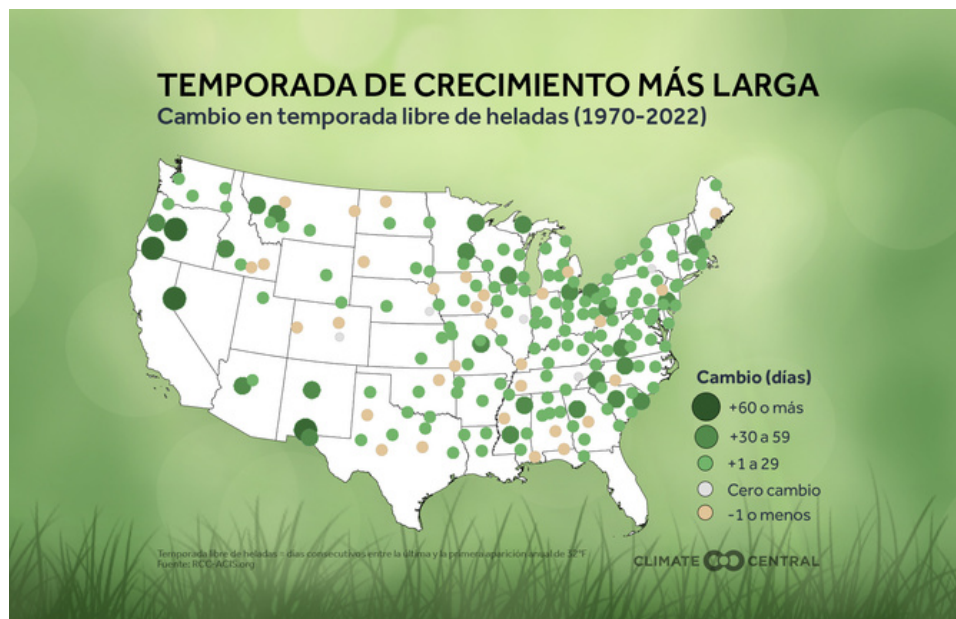 TEMPORADA DE CRECIMIENTO MÁS LARGA
Cambio en temporada libre de heladas (1970-2022)
Cambio (días)
+60 o más
+30 a 59
+1 a 29
Cero cambio
-1 o menos
Temporada libre de heladas = días consecutivos entre la última y la primera aparición anual de 32°F
Fuente: RCC-ACIS.org
CLIMATE CENTRAL